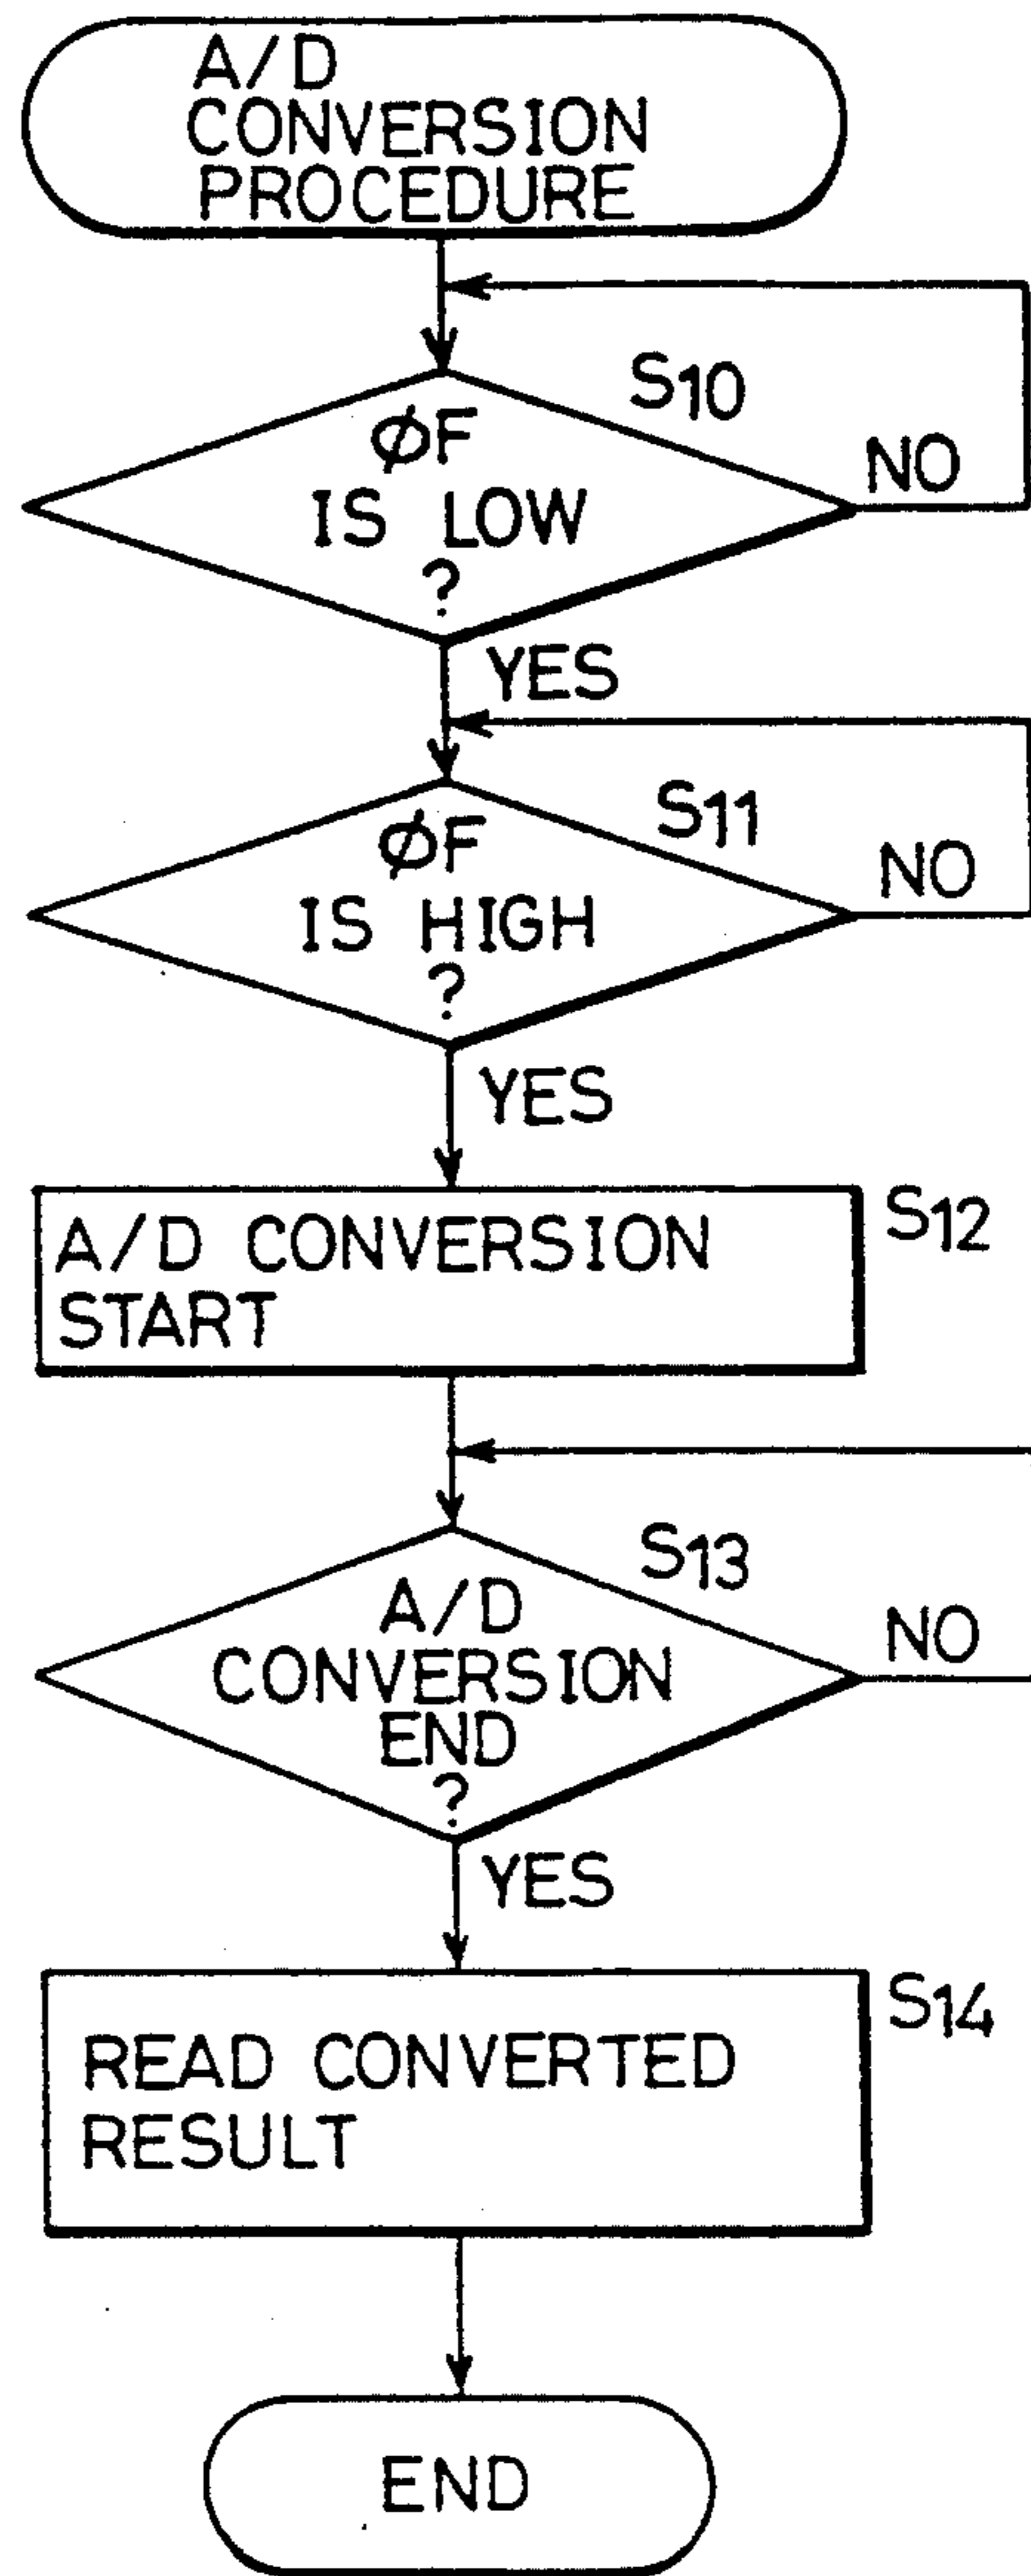 A/D
CONVERSION
PROCEDURE
S10
ØF
IS LOW
?
NO
YES
S11
ØF
IS HIGH
?
NO
YES
S12
A/D CONVERSION
START
S13
A/D
CONVERSION
END
?
NO
YES
S14
READ CONVERTED
RESULT
END